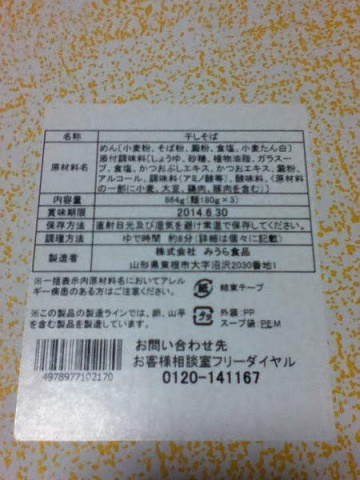 名称 干しそば
原材料名 めん(小麦粉、そば粉、澱粉、食塩、小麦たん白)
添付調味料(しょうゆ、砂糖、植物油脂、ガラスープ、食塩、かつおぶしエキス、かつおエキス、澱粉、アルコール、調味料(アミノ酸等)、酸味料、(原材料の一部に小麦、大豆、鶏肉、豚肉を含む))
内容量 664g(麺180g×3)
賞味期限 2014.6.30
保存方法 直射日光及び湿気を避け常温で保存してください。
調理方法 ゆで時間 約8分(詳細は個々に記載)
製造者 株式会社 みうら食品
山形県東根市大字沼沢2030番地1
※一括表示内原材料名においてアレルギー疾患のある方はご注意ください
結束テープ
※この製品の製造ラインでは、卵、山芋を含む製品を製造しています。
外装:PP
スープ袋:PE,M
お問い合わせ先
お客様相談室フリーダイヤル
0120-141167
4978977102170